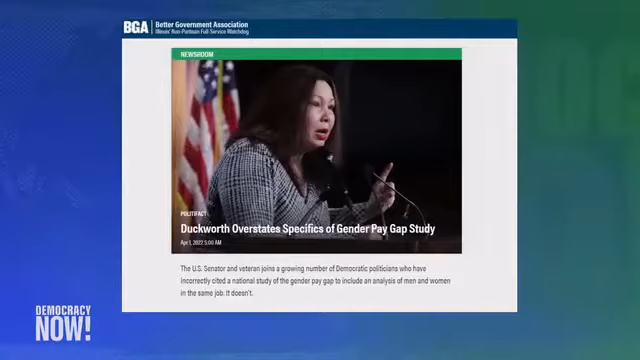 BGA
Better Government Association
Illinois' Non-Partisan Full-Service Watchdog
NEWSROOM
POLITIFACT
Duckworth Overstates Specifics of Gender Pay Gap Study
Apr 1, 2022 5:00 AM
The U.S. Senator and veteran joins a growing number of Democratic politicians who have
incorrectly cited a national study of the gender pay gap to include an analysis of men and women
in the same job. It doesn't.
DEMOCRACY
NOW!